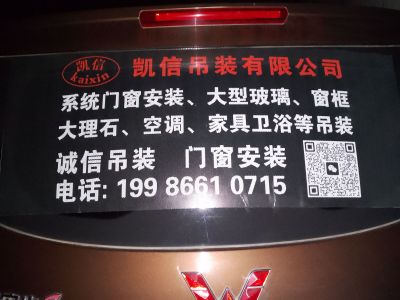 凯信
kaixin
凯信吊装有限公司
系统门窗安装、大型玻璃、窗框
大理石、空调、家具卫浴等吊装
诚信吊装 门窗安装
电话: 199 8661 0715